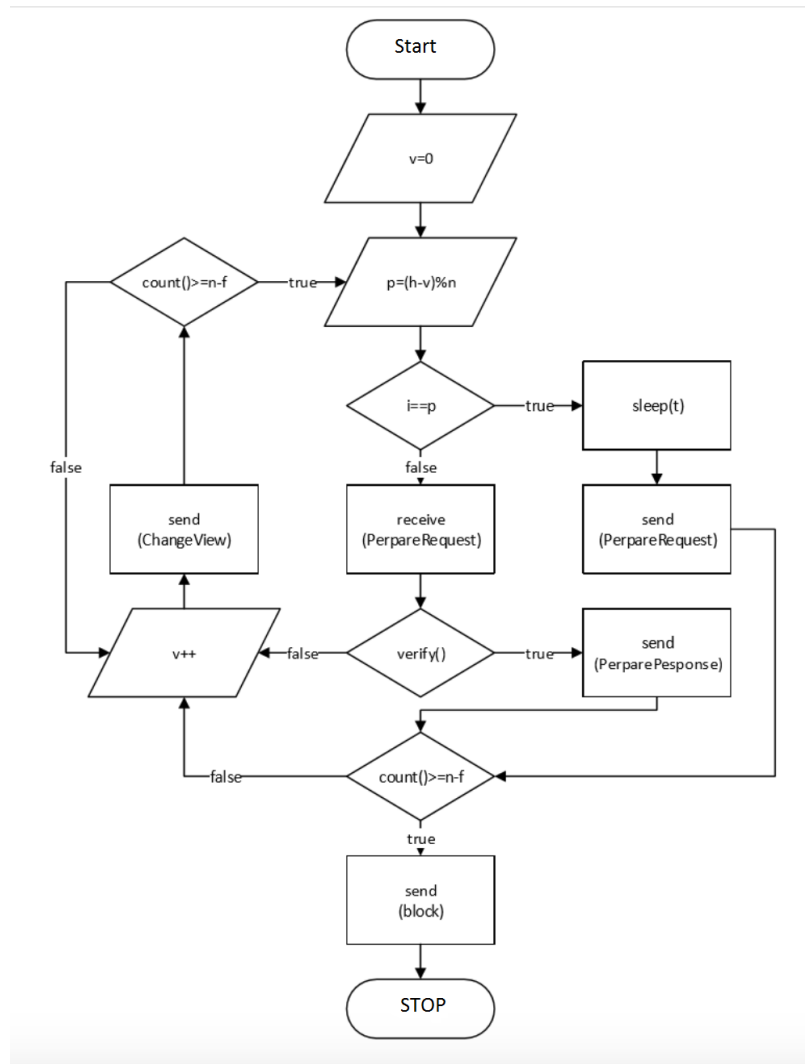 Start
v=0
count()>=n-f
true
p=(h-v)%n
i==p
true
sleep(t)
false
false
send
(ChangeView)
receive
(PerpareRequest)
send
(PerpareRequest)
v++
false
verify()
true
send
(PerparePesponse)
false
count()>=n-f
true
send
(block)
STOP